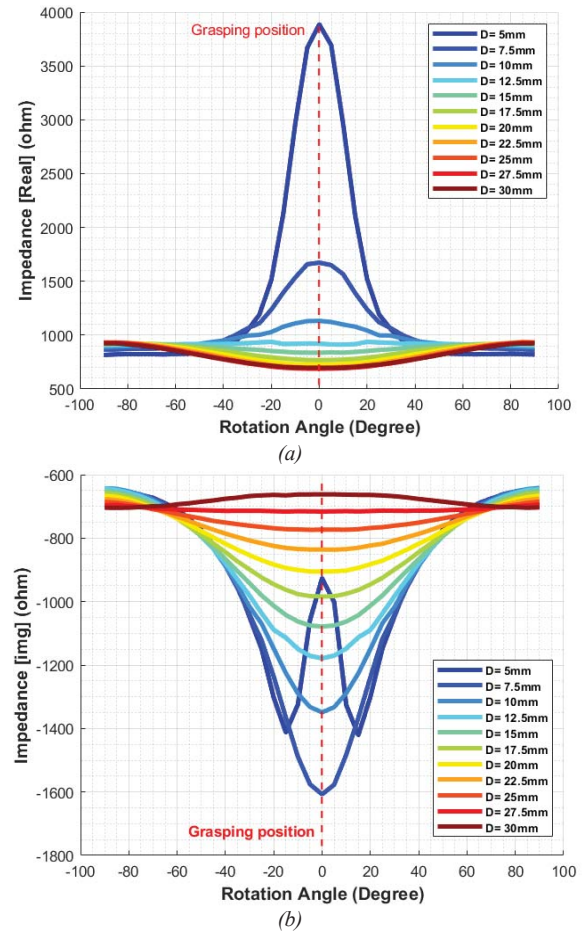 4000
3500
3000
2500
2000
1500
1000
500
Impedance [Real] (ohm)
Grasping position
D= 5mm
D= 7.5mm
D= 10mm
D= 12.5mm
D= 15mm
D= 17.5mm
D= 20mm
D= 22.5mm
D= 25mm
D= 27.5mm
D= 30mm
-100 -80 -60 -40 -20 0 20 40 60 80 100
Rotation Angle (Degree)
(a)
-600
-800
-1000
-1200
-1400
-1600
-1800
Impedance [img] (ohm)
D= 5mm
D= 7.5mm
D= 10mm
D= 12.5mm
D= 15mm
D= 17.5mm
D= 20mm
D= 22.5mm
D= 25mm
D= 27.5mm
D= 30mm
Grasping position
-100 -80 -60 -40 -20 0 20 40 60 80 100
Rotation Angle (Degree)
(b)